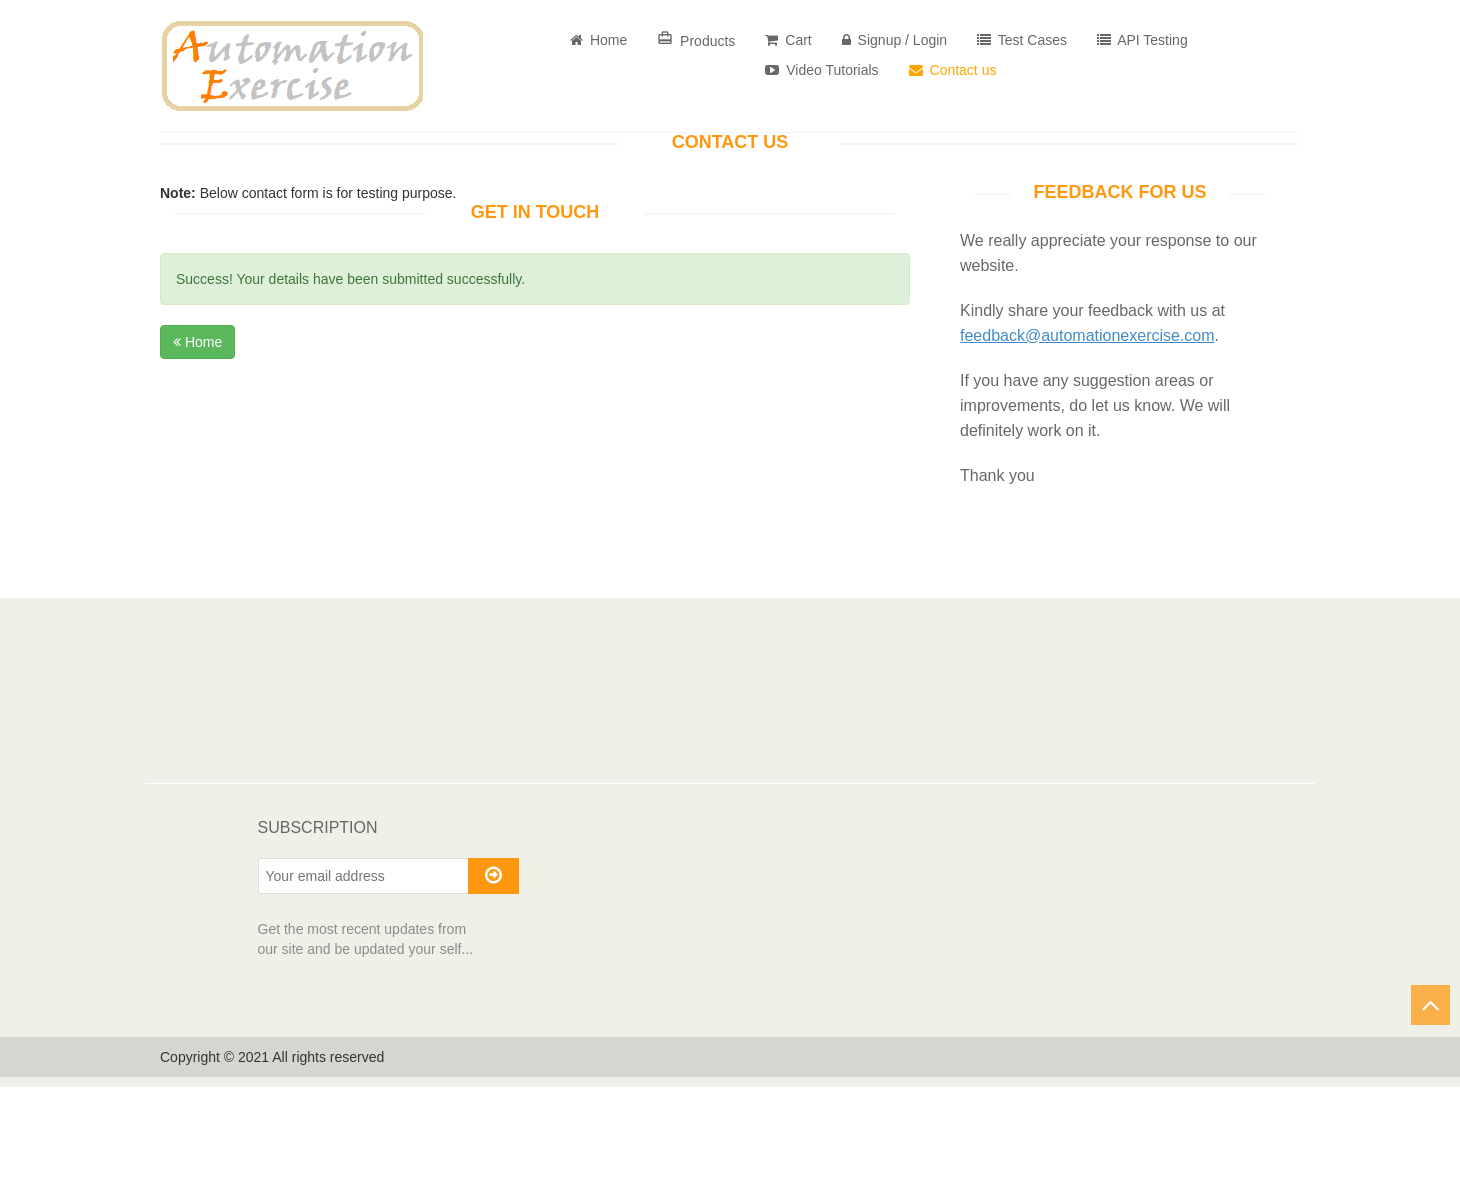 Automation
Exercise
Home
Products
Cart
Signup / Login
Test Cases
API Testing
Video Tutorials
Contact us
CONTACT US
Note: Below contact form is for testing purpose.
GET IN TOUCH
Success! Your details have been submitted successfully.
« Home
FEEDBACK FOR US
We really appreciate your response to our
website.
Kindly share your feedback with us at
feedback@automationexercise.com.
If you have any suggestion areas or
improvements, do let us know. We will
definitely work on it.
Thank you
SUBSCRIPTION
Your email address
Get the most recent updates from
our site and be updated your self...
Copyright © 2021 All rights reserved